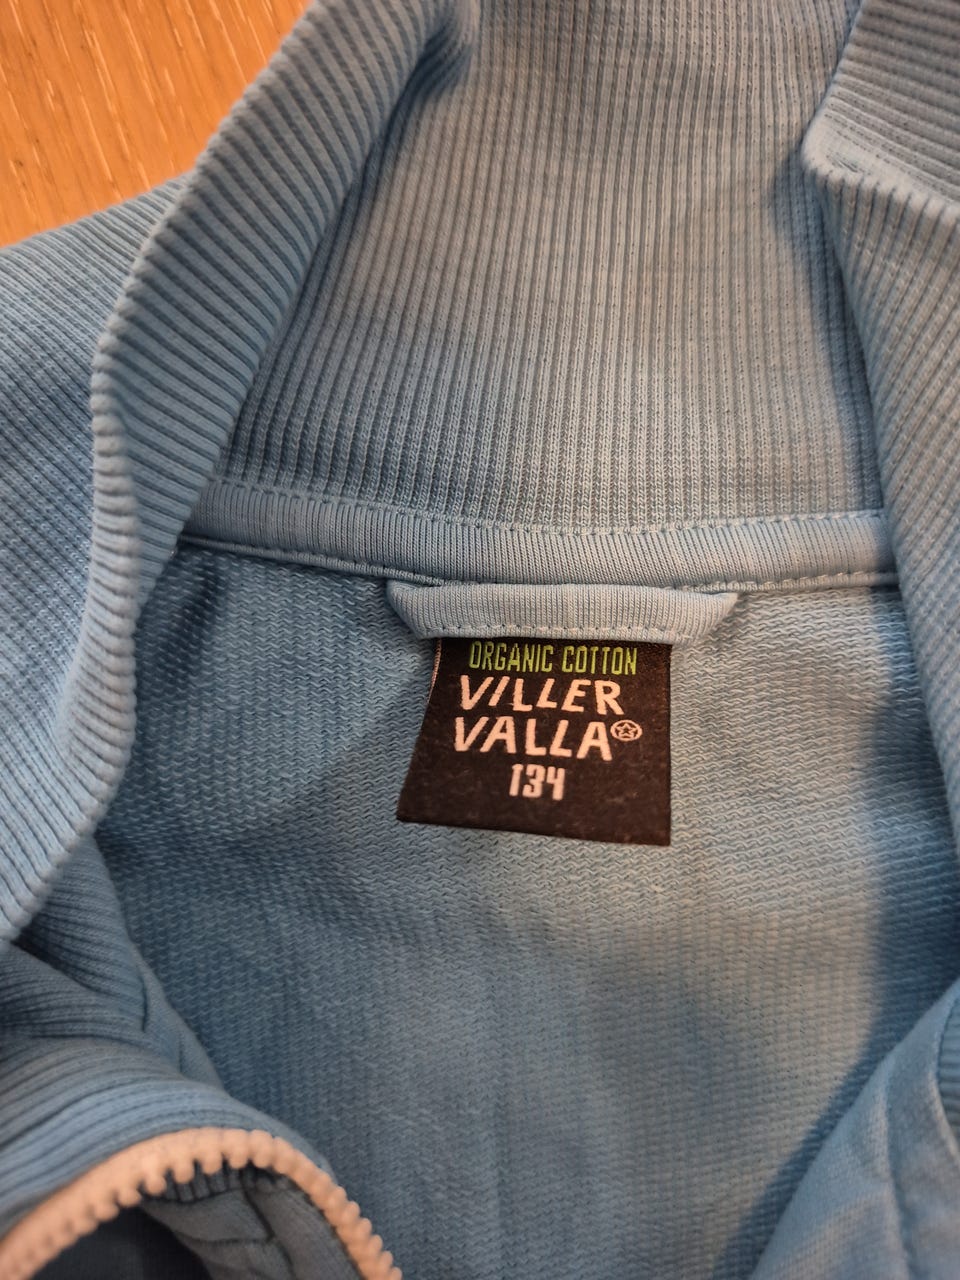 ORGANIC COTTON
VILLER
VALLA
134